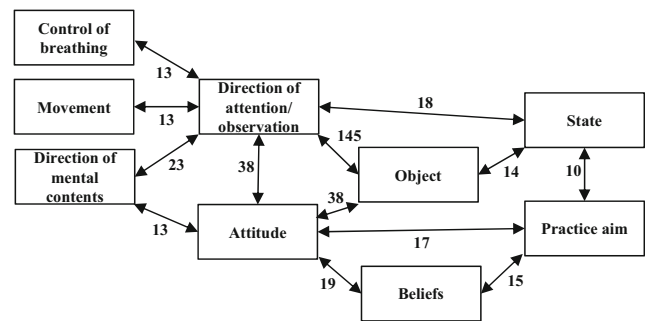 Control of
breathing
13
Movement
13
Direction of
mental
contents
23
13
Direction of
attention/
observation
38
Attitude
145
38
Object
18
14
State
10
17
Practice aim
19
Beliefs
15